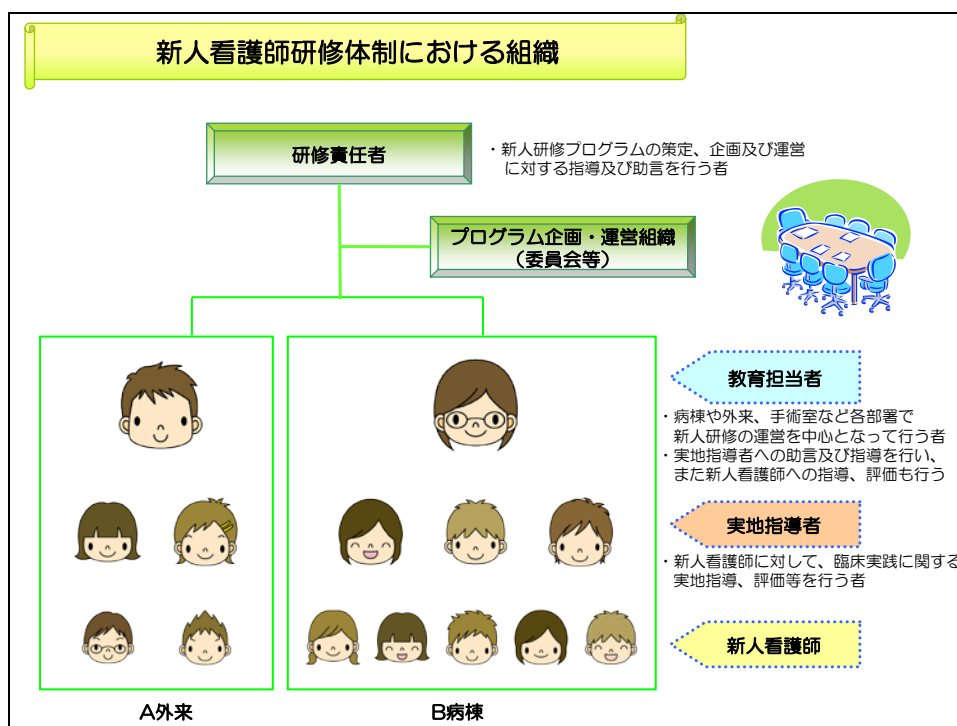 新人看護師研修体制における組織
研修責任者
・新人研修プログラムの策定、企画及び運営
に対する指導及び助言を行う者
プログラム企画・運営組織
（委員会等）
教育担当者
・病棟や外来、手術室など各部署で
新人研修の運営を中心となって行う者
・実地指導者への助言及び指導を行い、
また新人看護師への指導、評価も行う
実地指導者
・新人看護師に対して、臨床実践に関する
実地指導、評価等を行う者
新人看護師
A外来
B病棟